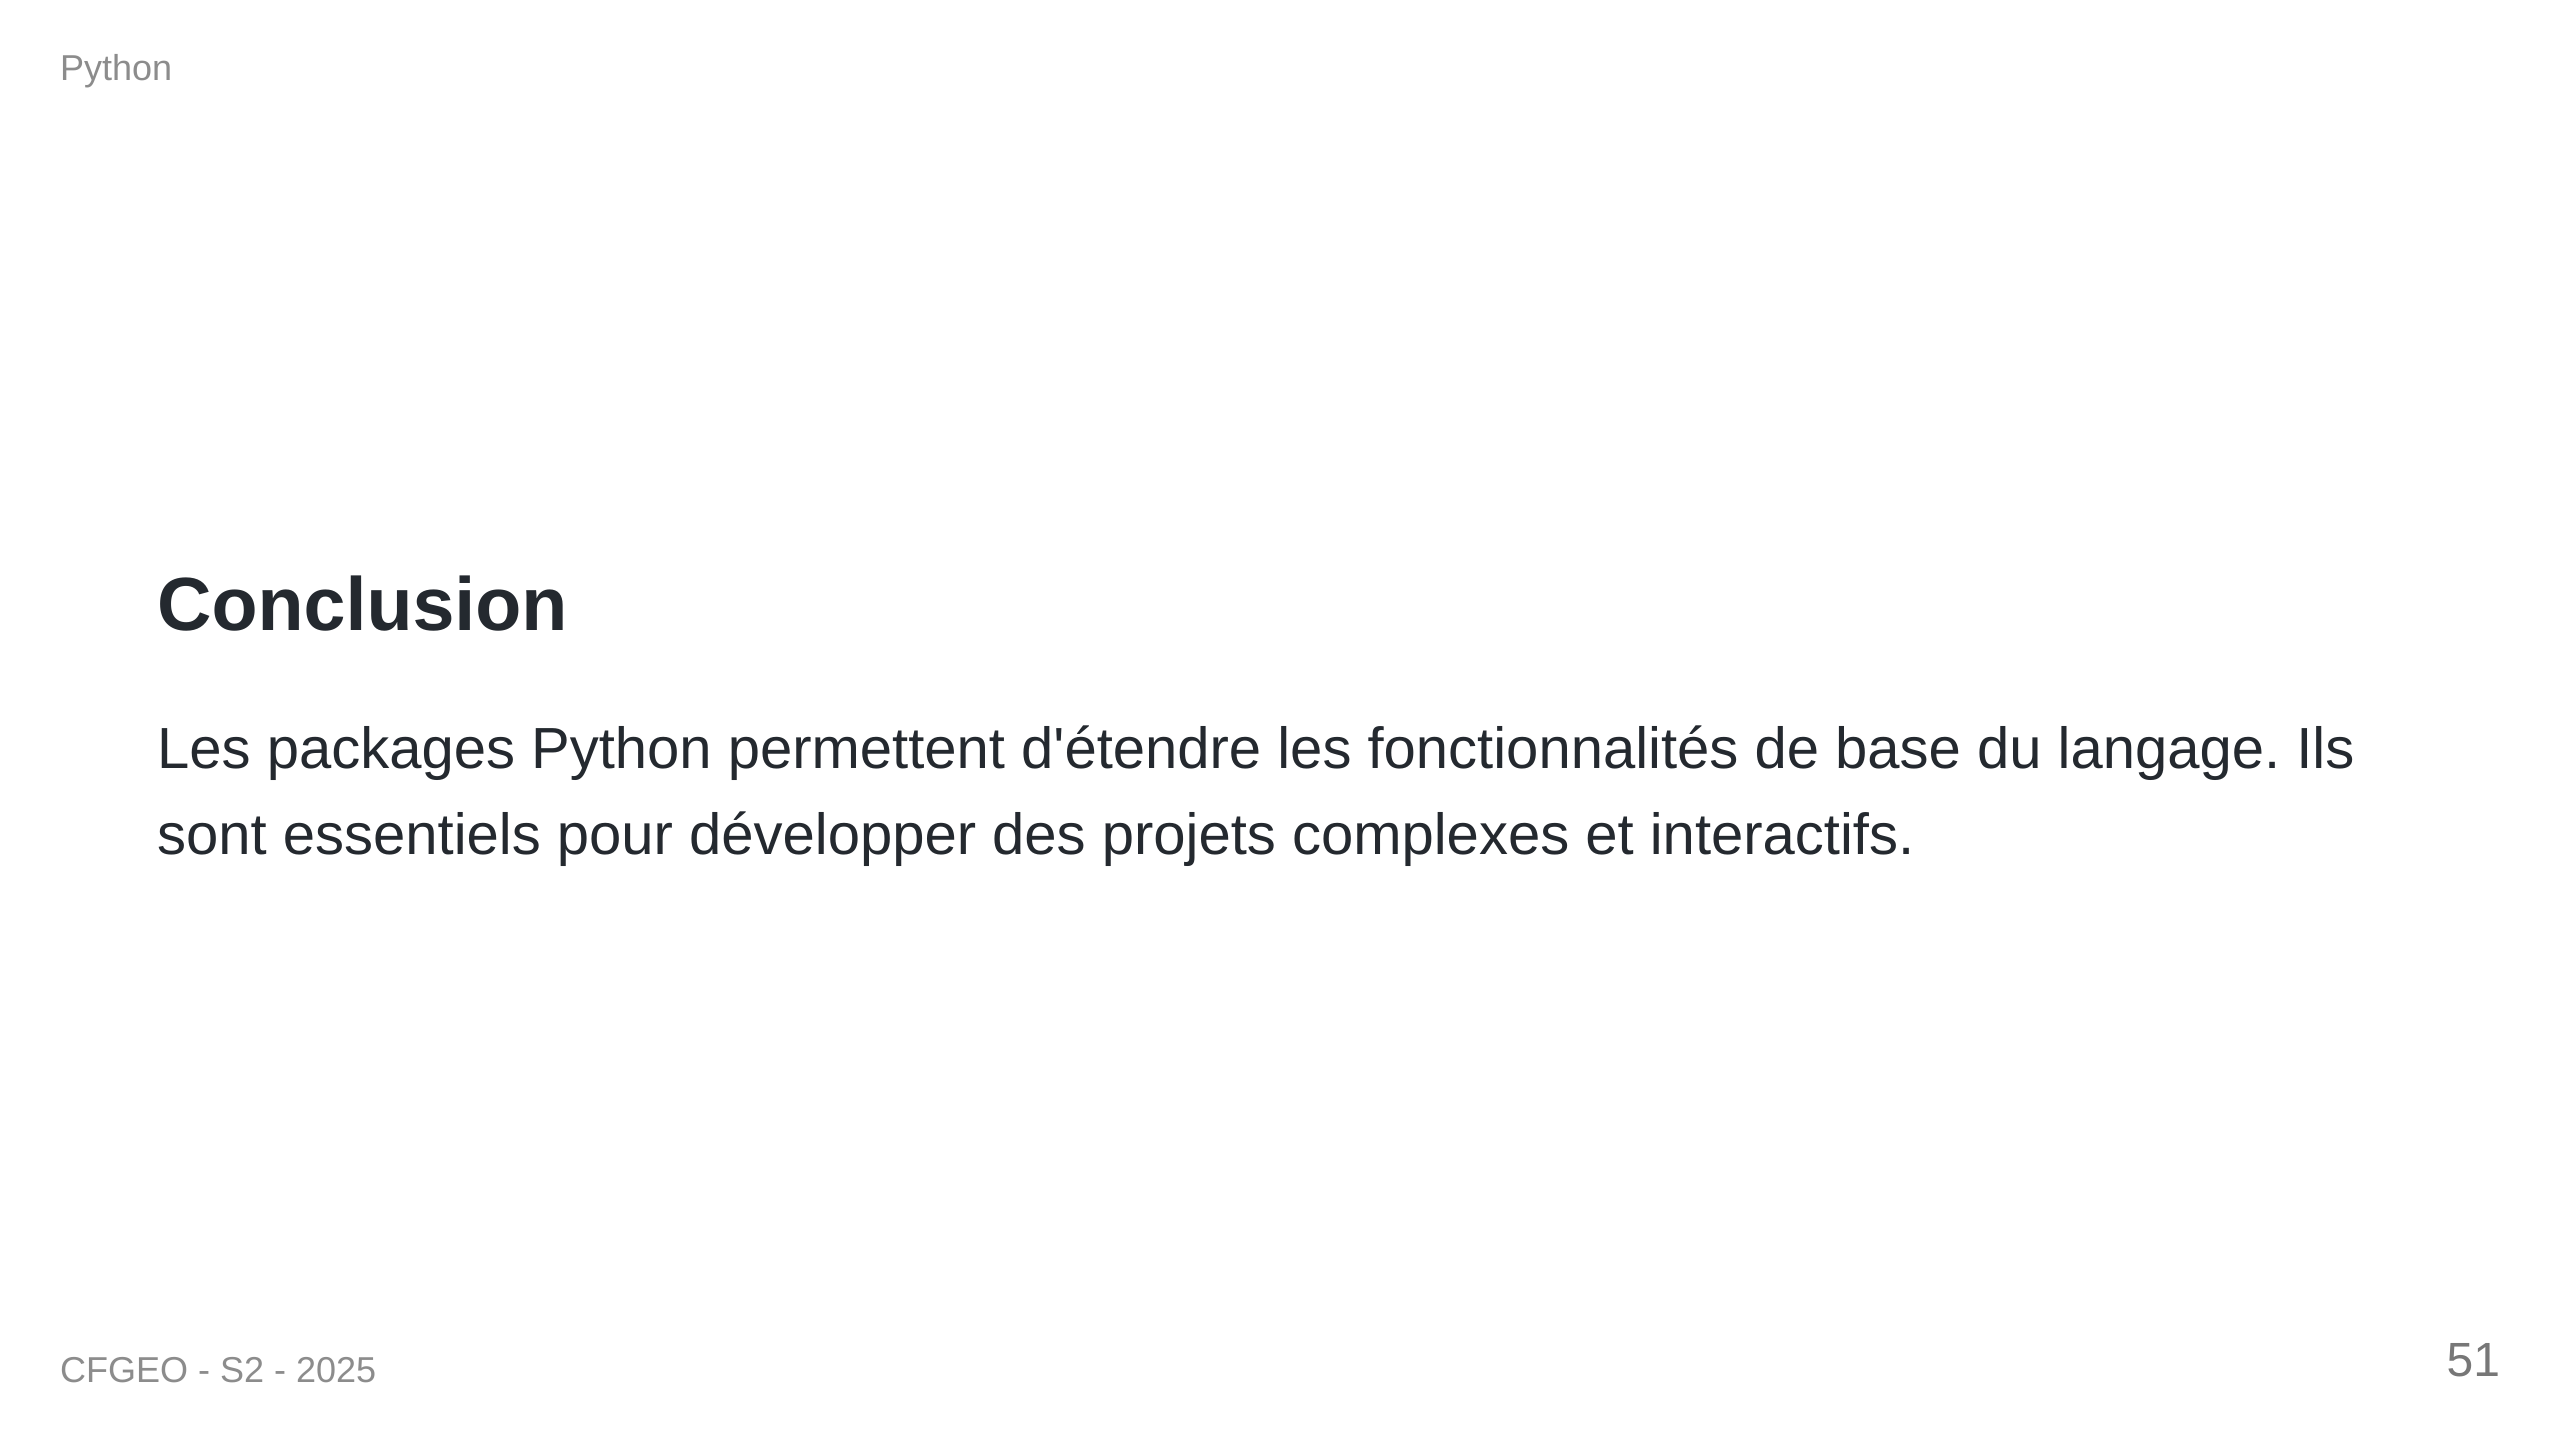 Python
Conclusion
Les packages Python permettent d'étendre les fonctionnalités de base du langage. Ils
sont essentiels pour développer des projets complexes et interactifs.
CFGEO - S2 - 2025
51